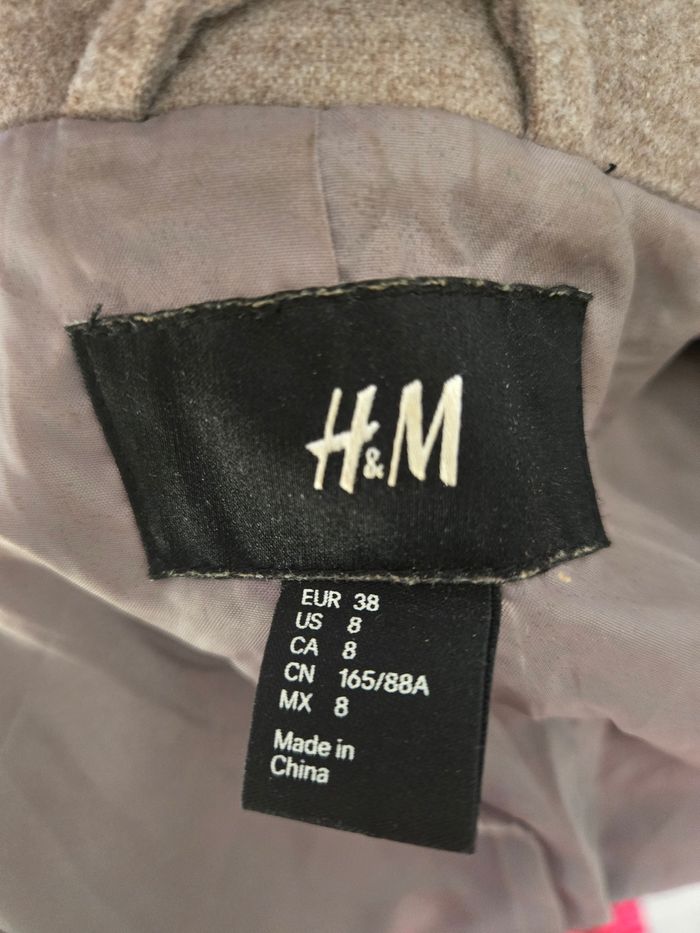 H&M
EUR 38
US 8
CA 8
CN 165/88A
MX 8
Made in
China